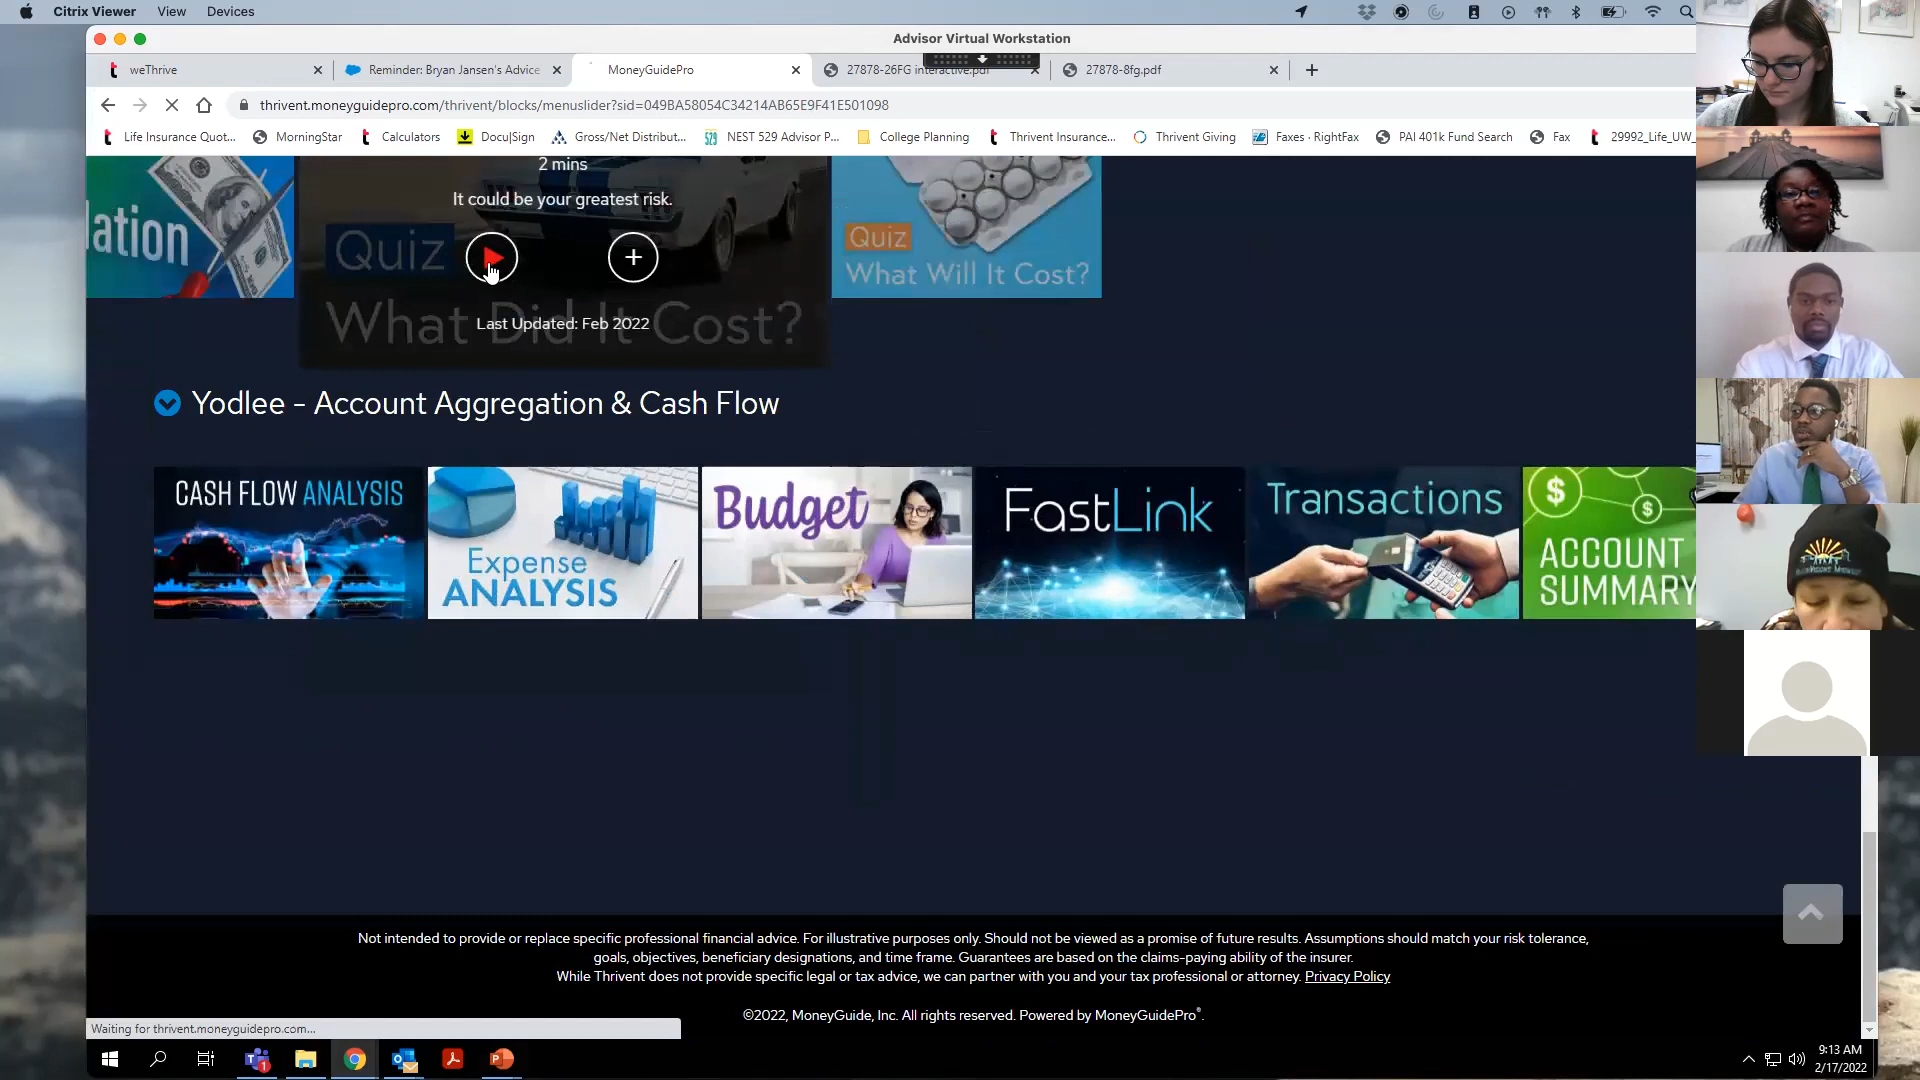 Citrix Viewer View Devices
Advisor Virtual Workstation
weThrive
Reminder: Bryan Jansen's Advice
MoneyGuidePro
27878-26FG interactive.pdf
27878-8fg.pdf
thrivent.moneyguidepro.com/thrivent/blocks/menuslider?sid=049BA58054C34214AB65E9F41E501098
Life Insurance Quot...
MorningStar
Calculators
Docu|Sign
Gross/Net Distribut...
NEST 529 Advisor P...
College Planning
Thrivent Insurance...
Thrivent Giving
Faxes - RightFax
PAI 401k Fund Search
Fax
29992_Life_UW_
2 mins
It could be your greatest risk.
lation
Quiz
What Did It Cost?
Last Updated: Feb 2022
Quiz
What Will It Cost?
Yodlee - Account Aggregation & Cash Flow
CASH FLOW ANALYSIS
Expense
ANALYSIS
Budget
FastLink
Transactions
ACCOUNT
SUMMARY
Not intended to provide or replace specific professional financial advice. For illustrative purposes only. Should not be viewed as a promise of future results. Assumptions should match your risk tolerance,
goals, objectives, beneficiary designations, and time frame. Guarantees are based on the claims-paying ability of the insurer.
While Thrivent does not provide specific legal or tax advice, we can partner with you and your tax professional or attorney. Privacy Policy
©2022, MoneyGuide, Inc. All rights reserved. Powered by MoneyGuidePro®.
Waiting for thrivent.moneyguidepro.com...
9:13 AM
2/17/2022